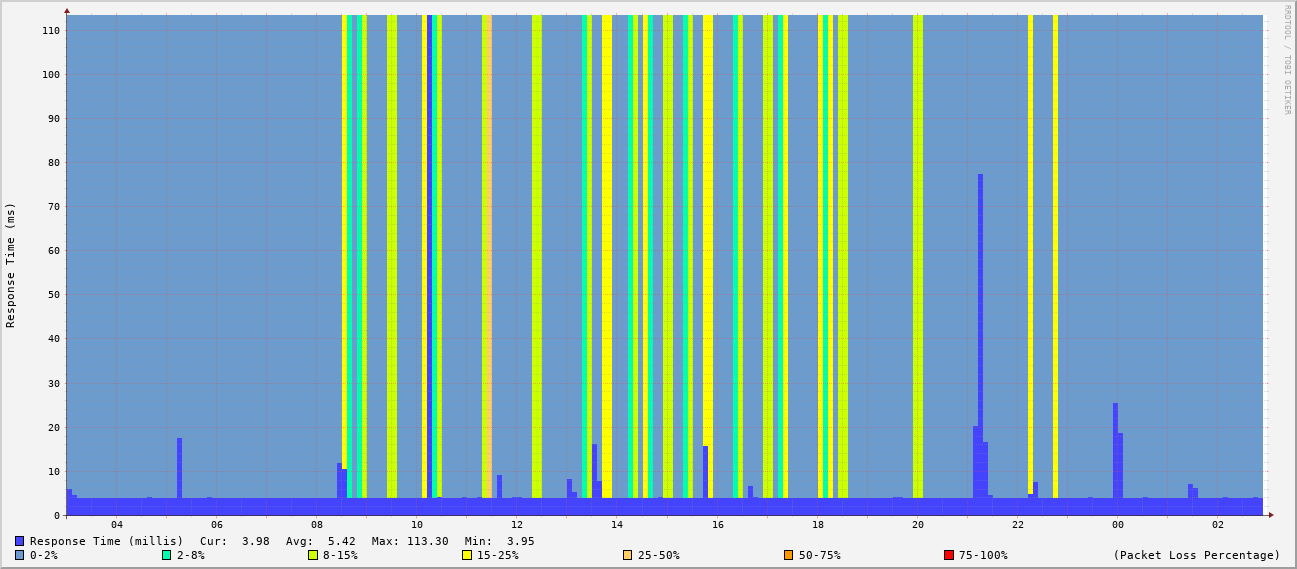 RRDTOOL / TOBI OETIKER
Response Time (ms)
110
100
90
80
70
60
50
40
30
20
10
0
04 06 08 10 12 14 16 18 20 22 00 02
Response Time (millis) Cur: 3.98 Avg: 5.42 Max: 113.30 Min: 3.95
0-2% 2-8% 8-15% 15-25% 25-50% 50-75% 75-100% (Packet Loss Percentage)